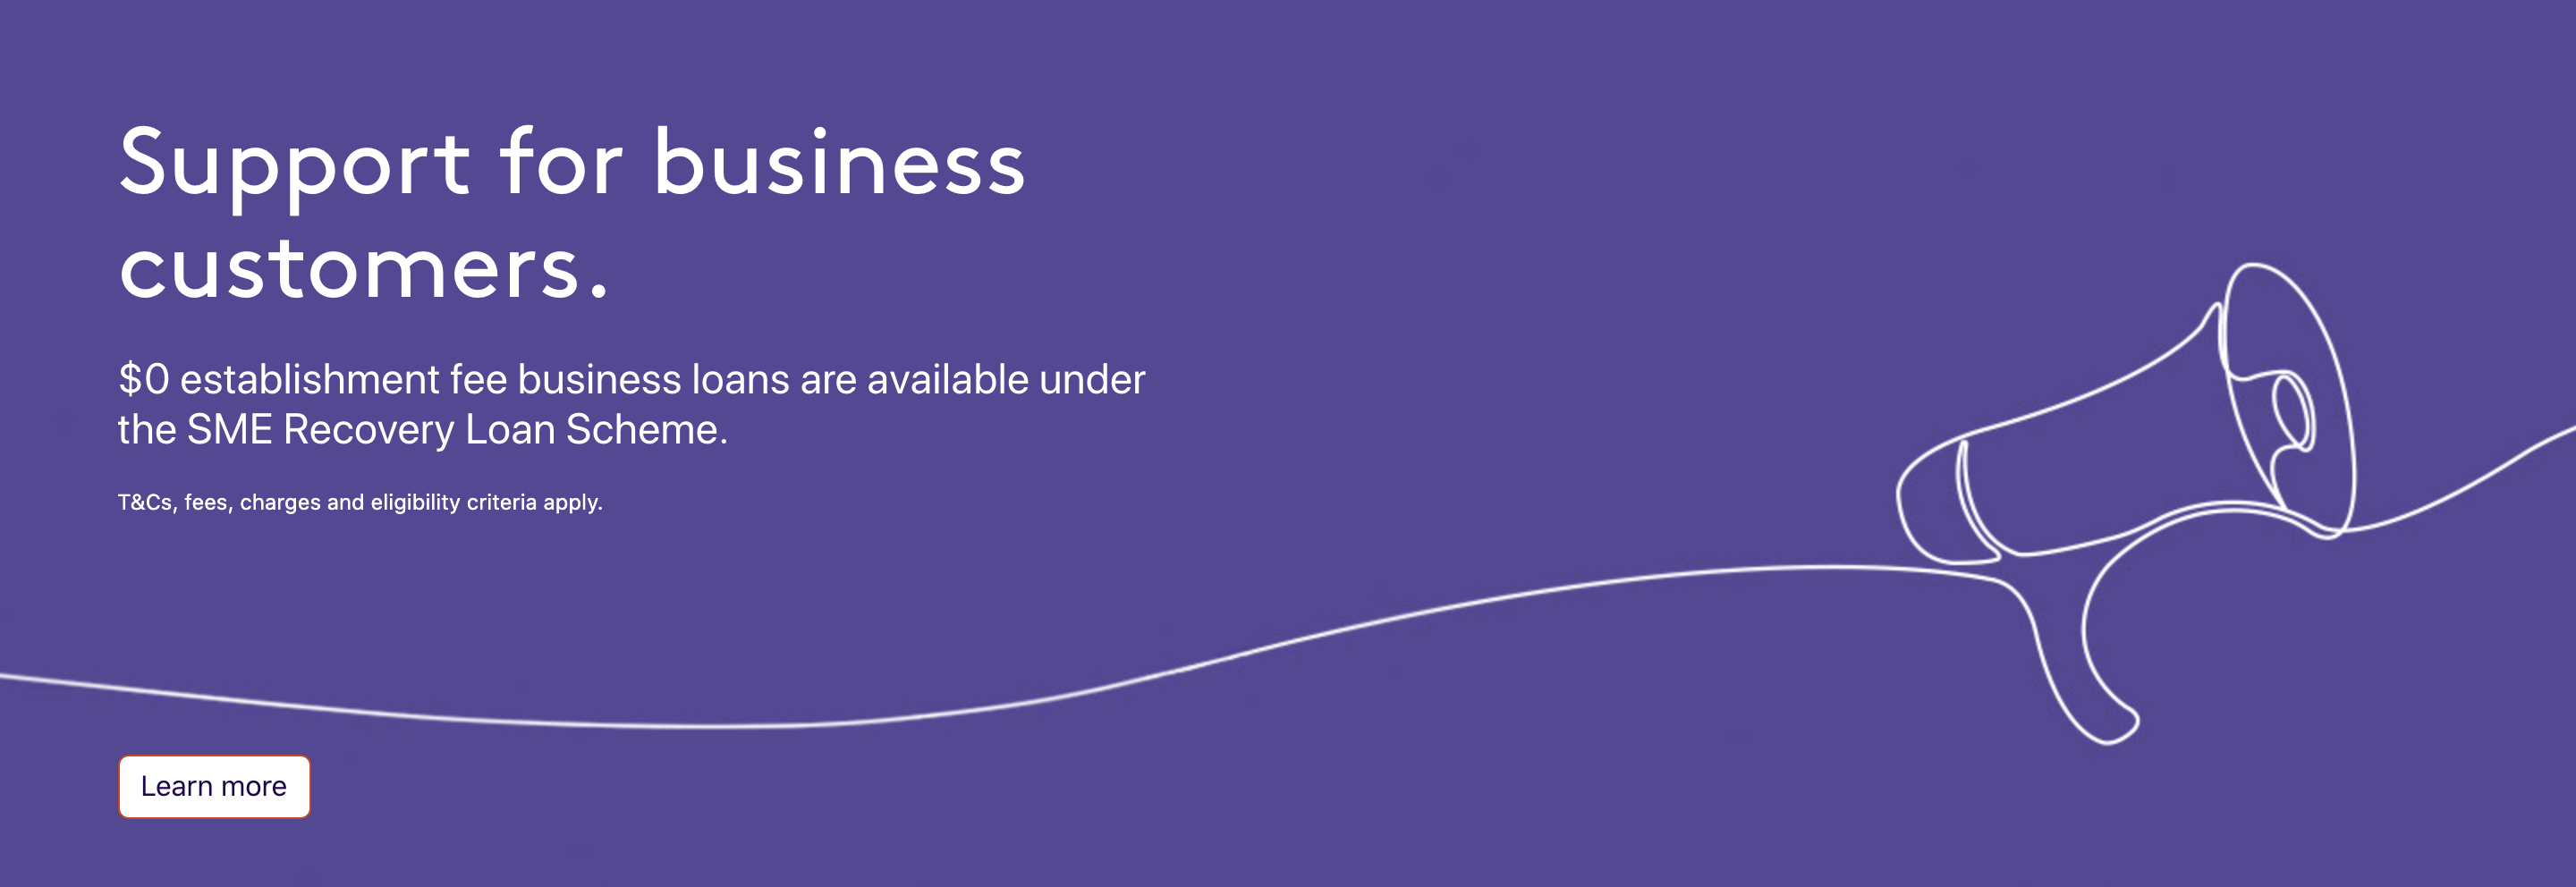 Support for business
customers.
$0 establishment fee business loans are available under
the SME Recovery Loan Scheme.
T&Cs, fees, charges and eligibility criteria apply.
Learn more